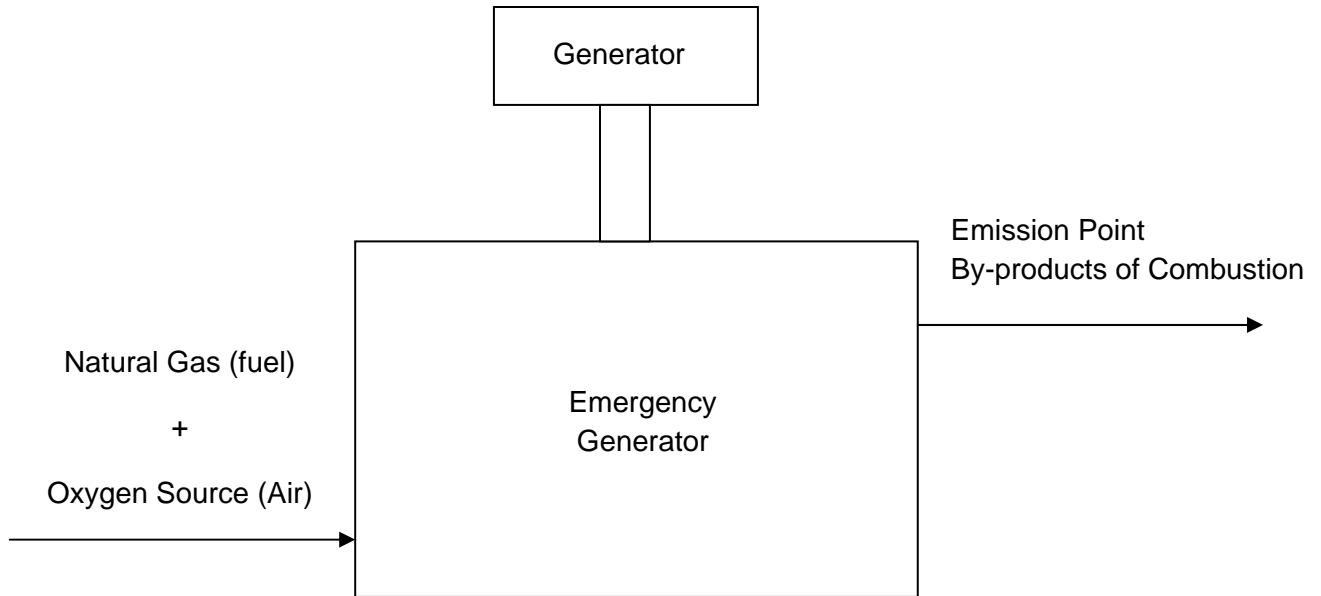 Generator
Emission Point
By-products of Combustion
Natural Gas (fuel)
+
Oxygen Source (Air)
Emergency
Generator